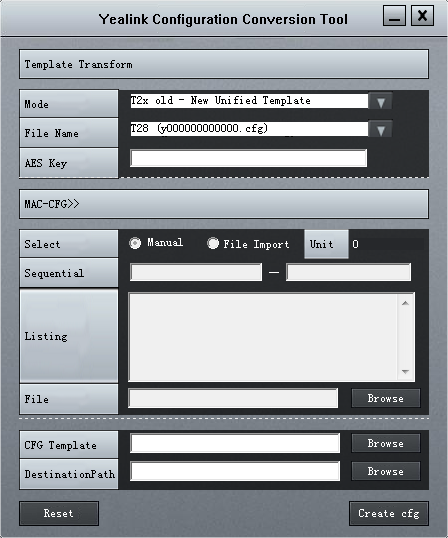 Yealink Configuration Conversion Tool
Template Transform
Mode T2x old - New Unified Template
File Name T28 (y000000000000.cfg)
AES Key
MAC-CFG>>
Select Manual File Import Unit 0
Sequential —
Listing
File Browse
CFG Template Browse
DestinationPath Browse
Reset Create cfg